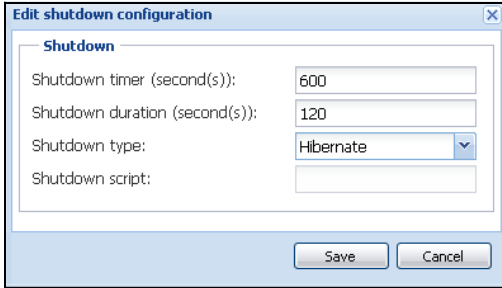 Edit shutdown configuration
Shutdown
Shutdown timer (second(s)): 600
Shutdown duration (second(s)): 120
Shutdown type: Hibernate
Shutdown script:
Save Cancel